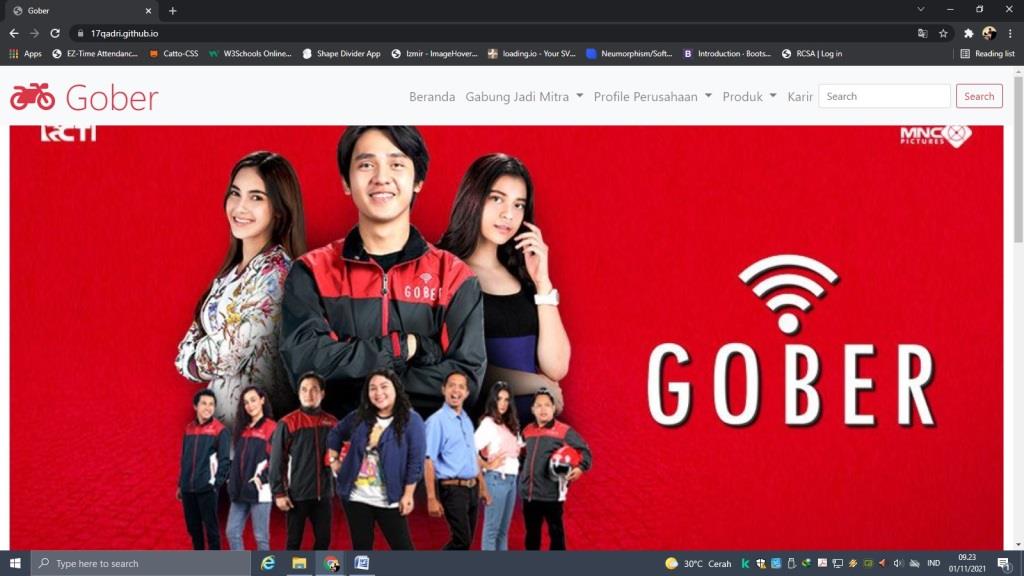 Gober
17qadri.github.io
Apps EZ-Time Attendanc... Catto-CSS W3Schools Online... Shape Divider App Izmir - ImageHover... loading.io - Your SV... Neumorphism/Soft... Introduction · Boots... RCSA | Log in Reading list
Gober
Beranda Gabung Jadi Mitra Profile Perusahaan Produk Karir Search Search
RCTI
MNC
PICTURES
GOBER
GOBER
Type here to search
30°C Cerah
IND
09.23
01/11/2021